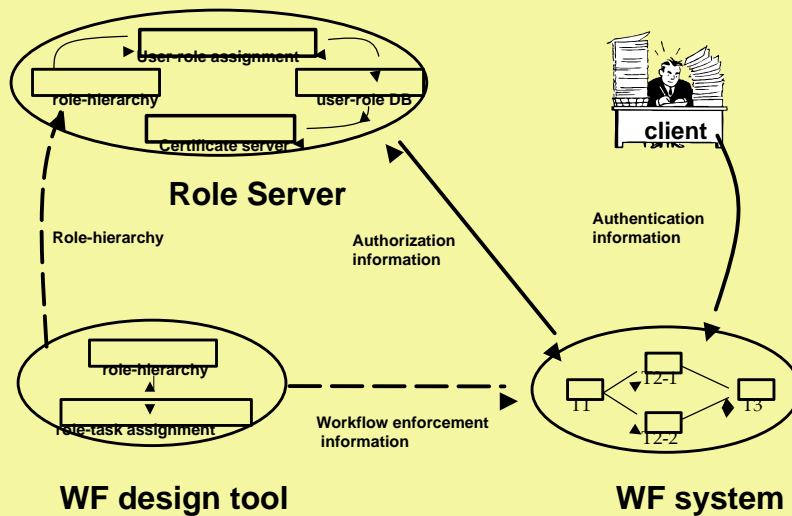 User-role assignment
role-hierarchy
user-role DB
Certificate server
client
Role Server
Role-hierarchy
Authorization
information
Authentication
information
role-hierarchy
role-task assignment
Workflow enforcement
information
T1
T2-1
T2-2
T3
WF design tool
WF system